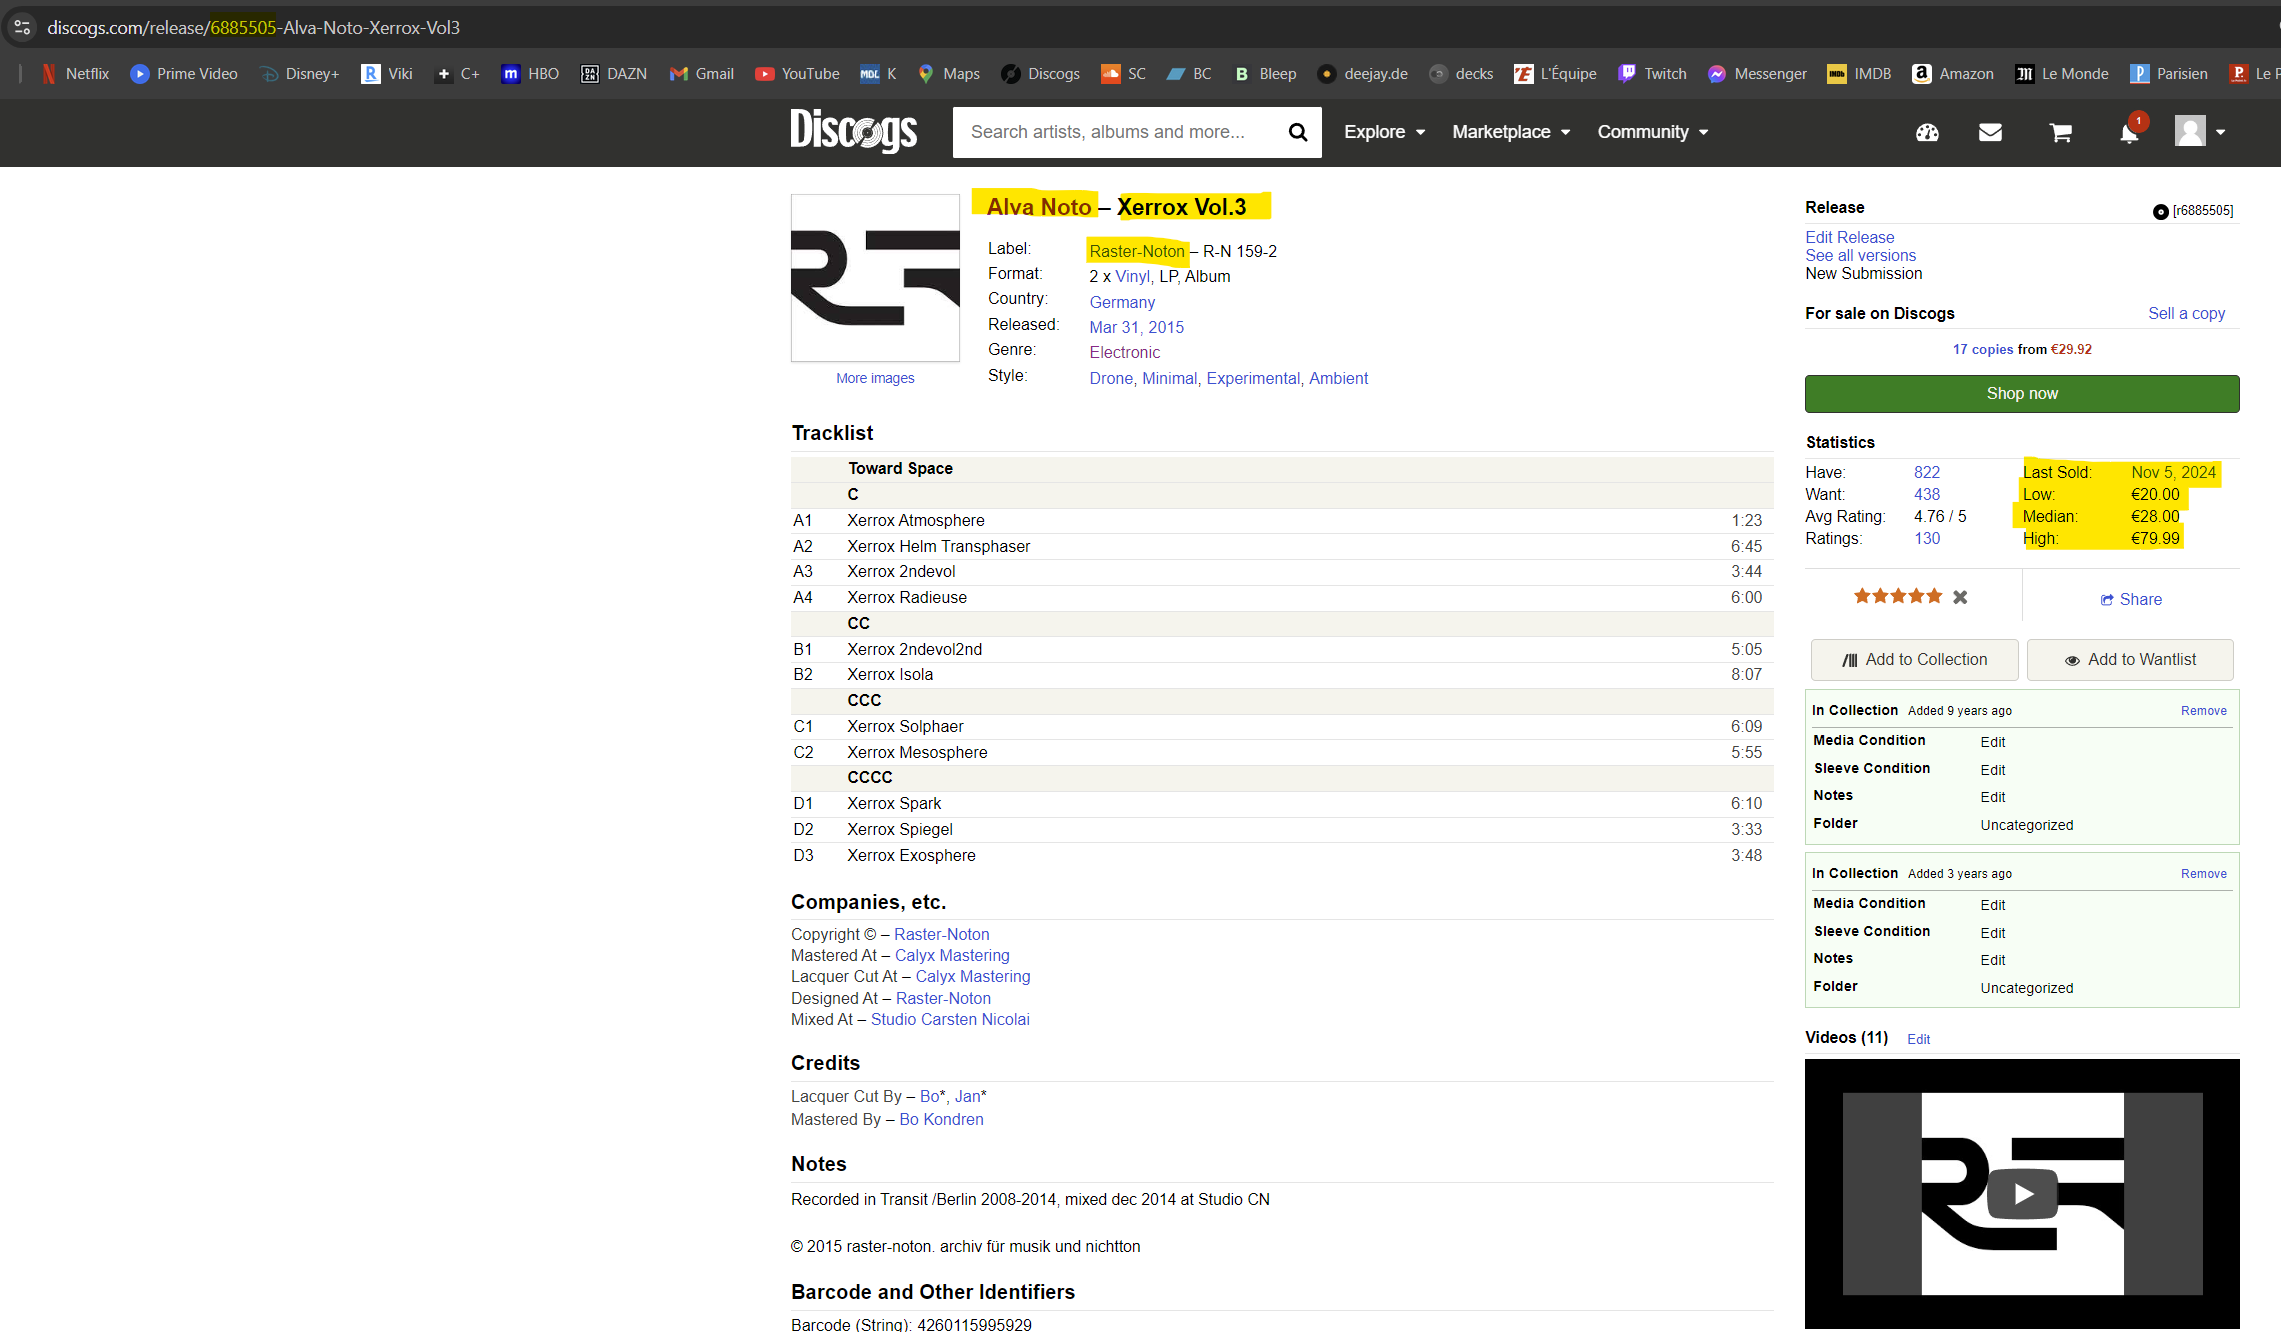 discogs.com/release/6885505-Alva-Noto-Xerrox-Vol3
Netflix Prime Video Disney+ Viki C+ HBO DAZN Gmail YouTube K Maps Discogs SC BC Bleep deejay.de decks L'Équipe Twitch Messenger IMDB Amazon Le Monde Parisien Le
Discogs Search artists, albums and more... Explore Marketplace Community 1
Alva Noto – Xerrox Vol.3
Label: Raster-Noton – R-N 159-2
Format: 2 x Vinyl, LP, Album
Country: Germany
Released: Mar 31, 2015
Genre: Electronic
Style: Drone, Minimal, Experimental, Ambient
More images
Tracklist
Toward Space
C
A1 Xerrox Atmosphere 1:23
A2 Xerrox Helm Transphaser 6:45
A3 Xerrox 2ndevol 3:44
A4 Xerrox Radieuse 6:00
CC
B1 Xerrox 2ndevol2nd 5:05
B2 Xerrox Isola 8:07
CCC
C1 Xerrox Solphaer 6:09
C2 Xerrox Mesosphere 5:55
CCCC
D1 Xerrox Spark 6:10
D2 Xerrox Spiegel 3:33
D3 Xerrox Exosphere 3:48
Companies, etc.
Copyright © – Raster-Noton
Mastered At – Calyx Mastering
Lacquer Cut At – Calyx Mastering
Designed At – Raster-Noton
Mixed At – Studio Carsten Nicolai
Credits
Lacquer Cut By – Bo*, Jan*
Mastered By – Bo Kondren
Notes
Recorded in Transit /Berlin 2008-2014, mixed dec 2014 at Studio CN
© 2015 raster-noton. archiv für musik und nichtton
Barcode and Other Identifiers
Barcode (String): 4260115995929
Release [r6885505]
Edit Release
See all versions
New Submission
For sale on Discogs Sell a copy
17 copies from €29.92
Shop now
Statistics
Have: 822 Last Sold: Nov 5, 2024
Want: 438 Low: €20.00
Avg Rating: 4.76 / 5 Median: €28.00
Ratings: 130 High: €79.99
Share
Add to Collection Add to Wantlist
In Collection Added 9 years ago Remove
Media Condition Edit
Sleeve Condition Edit
Notes Edit
Folder Uncategorized
In Collection Added 3 years ago Remove
Media Condition Edit
Sleeve Condition Edit
Notes Edit
Folder Uncategorized
Videos (11) Edit